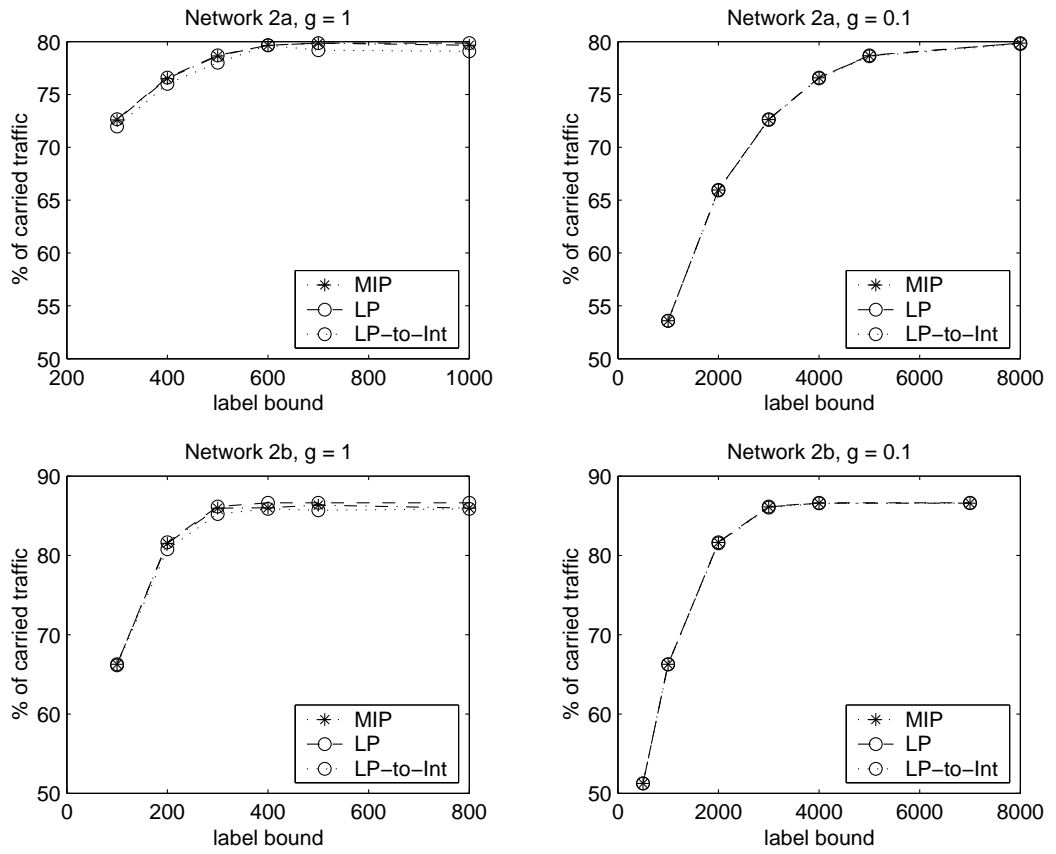 Network 2a, g = 1
80
75
70
65
60
55
50
% of carried traffic
200
400
600
800
1000
label bound
MIP
LP
LP-to-Int
Network 2a, g = 0.1
80
75
70
65
60
55
50
% of carried traffic
0
2000
4000
6000
8000
label bound
MIP
LP
LP-to-Int
Network 2b, g = 1
90
80
70
60
50
% of carried traffic
0
200
400
600
800
label bound
MIP
LP
LP-to-Int
Network 2b, g = 0.1
90
80
70
60
50
% of carried traffic
0
2000
4000
6000
8000
label bound
MIP
LP
LP-to-Int